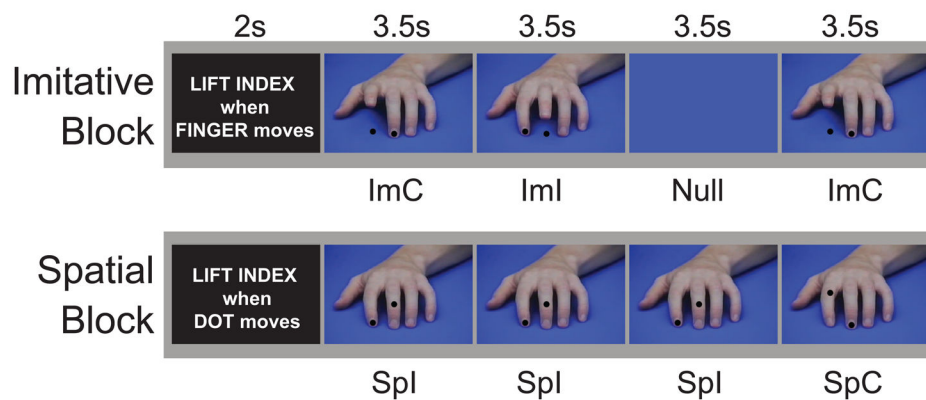 2s 3.5s 3.5s 3.5s 3.5s
Imitative
Block
LIFT INDEX
when
FINGER moves
ImC ImI Null ImC
Spatial
Block
LIFT INDEX
when
DOT moves
SpI SpI SpI SpC